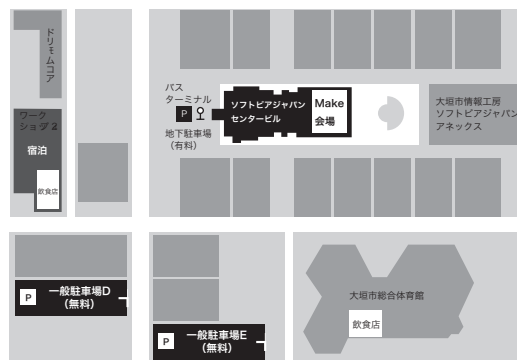 ドリームコア
ワーク
ショップ2
宿泊
飲食店
バス
ターミナル
P
地下駐車場
（有料）
ソフトピアジャパン
センタービル
Make
会場
大垣市情報工房
ソフトピアジャパン
アネックス
P
一般駐車場D
（無料）
P
一般駐車場E
（無料）
大垣市総合体育館
飲食店